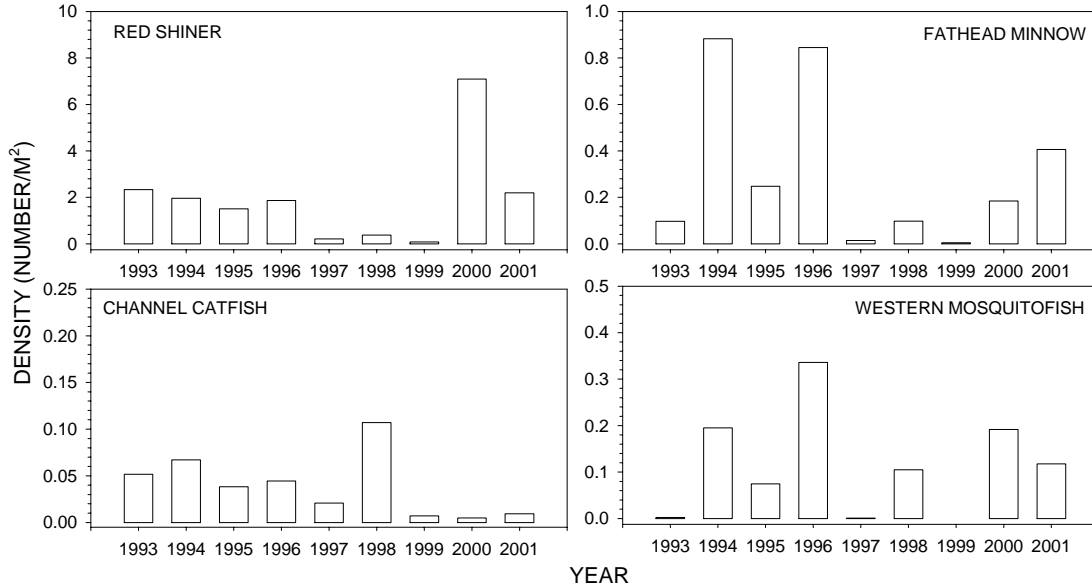 DENSITY (NUMBER/M²)
RED SHINER
10
8
6
4
2
0
1993 1994 1995 1996 1997 1998 1999 2000 2001
FATHEAD MINNOW
1.0
0.8
0.6
0.4
0.2
0.0
1993 1994 1995 1996 1997 1998 1999 2000 2001
CHANNEL CATFISH
0.25
0.20
0.15
0.10
0.05
0.00
1993 1994 1995 1996 1997 1998 1999 2000 2001
WESTERN MOSQUITOFISH
0.5
0.4
0.3
0.2
0.1
0.0
1993 1994 1995 1996 1997 1998 1999 2000 2001
YEAR